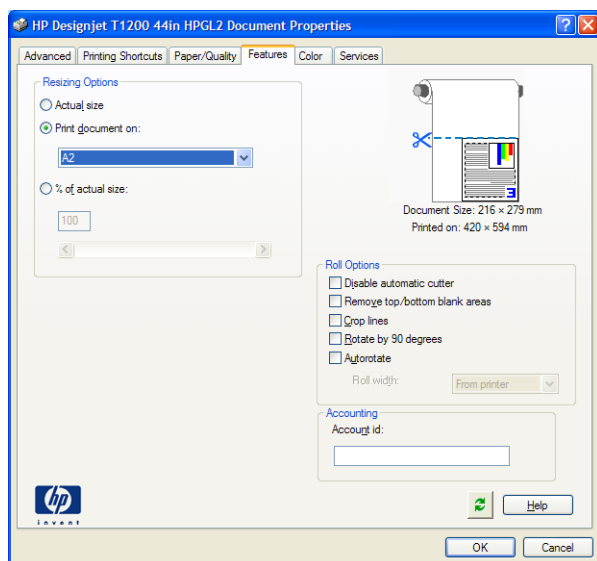 HP Designjet T1200 44in HPGL2 Document Properties
Advanced Printing Shortcuts Paper/Quality Features Color Services
Resizing Options
Actual size
Print document on:
A2
% of actual size:
100
3
Document Size: 216 × 279 mm
Printed on: 420 × 594 mm
Roll Options
Disable automatic cutter
Remove top/bottom blank areas
Crop lines
Rotate by 90 degrees
Autorotate
Roll width: From printer
Accounting
Account id:
hp
invent
Help
OK Cancel